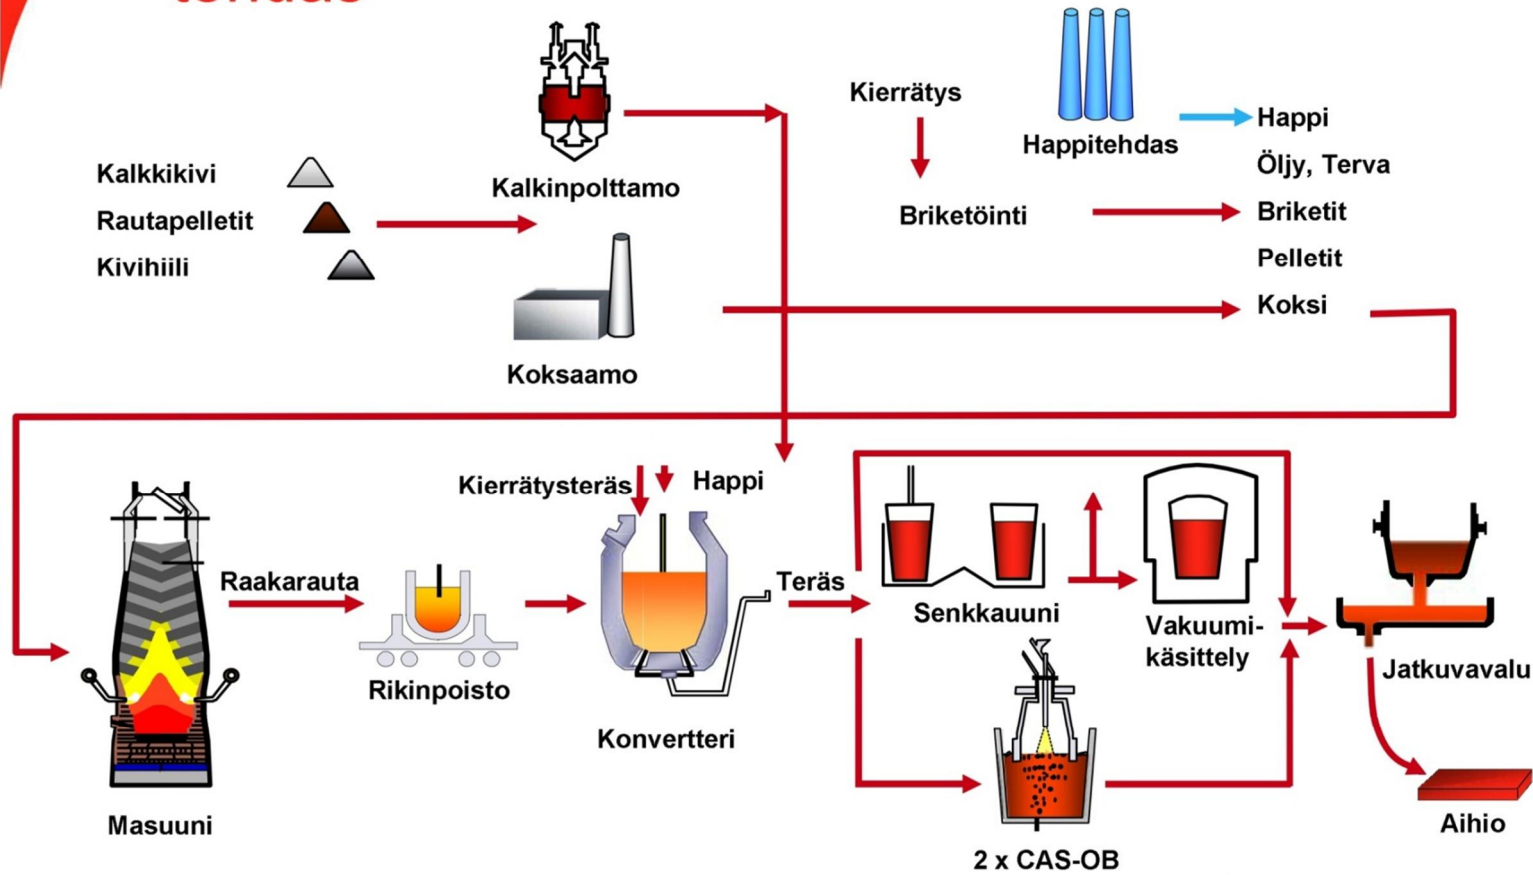 Kierrätys
Happitehdas
Happi
Öljy, Terva
Briketit
Pelletit
Koksi
Briketöinti
Kalkinpolttamo
Kalkkikivi
Rautapelletit
Kivihiili
Koksaamo
Kierrätysteräs
Happi
Raakarauta
Teräs
Senkkauuni
Vakuumi-
käsittely
Jatkuvavalu
Rikinpoisto
Konvertteri
Masuuni
2 x CAS-OB
Aihio